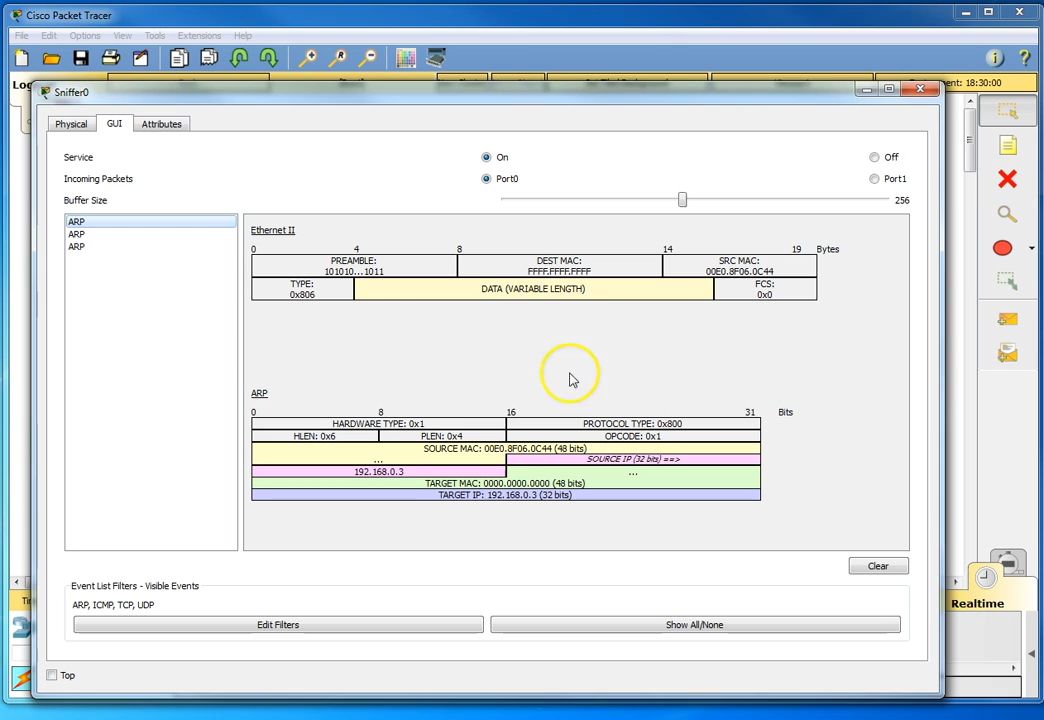 Cisco Packet Tracer
File Edit Options View Tools Extensions Help
Log
18:30:00
Sniffer0
Physical GUI Attributes
Service On Off
Incoming Packets Port0 Port1
Buffer Size 256
ARP
ARP
ARP
Ethernet II
0 4 8 14 19 Bytes
PREAMBLE: DEST MAC: SRC MAC:
101010...1011 FFFF.FFFF.FFFF 00E0.8F06.0C44
TYPE: DATA (VARIABLE LENGTH) FCS:
0x806 0x0
ARP
0 8 16 31 Bits
HARDWARE TYPE: 0x1 PROTOCOL TYPE: 0x800
HLEN: 0x6 PLEN: 0x4 OPCODE: 0x1
SOURCE MAC: 00E0.8F06.0C44 (48 bits)
... SOURCE IP (32 bits) ==>
192.168.0.3 ...
TARGET MAC: 0000.0000.0000 (48 bits)
TARGET IP: 192.168.0.3 (32 bits)
Clear
Event List Filters - Visible Events
ARP, ICMP, TCP, UDP
Edit Filters Show All/None
Realtime
Top